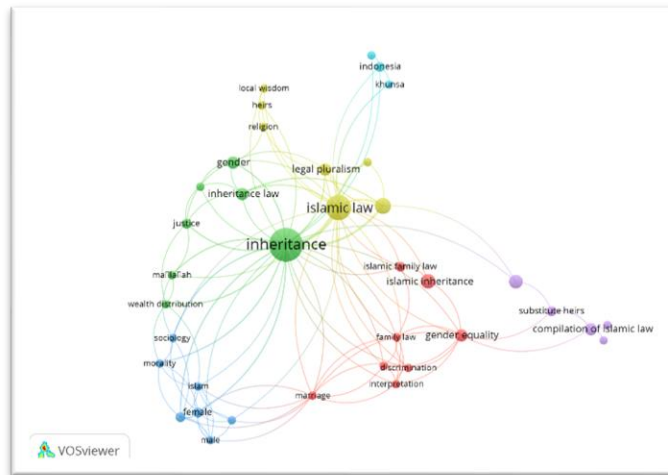 indonesia
khunsa
local wisdom
heirs
religion
gender
legal pluralism
inheritance law
islamic law
justice
inheritance
islamic family law
islamic inheritance
wealth distribution
substitute heirs
compilation of islamic law
sociology
family law
gender equality
morality
discrimination
islam
interpretation
marriage
female
male
VOSviewer